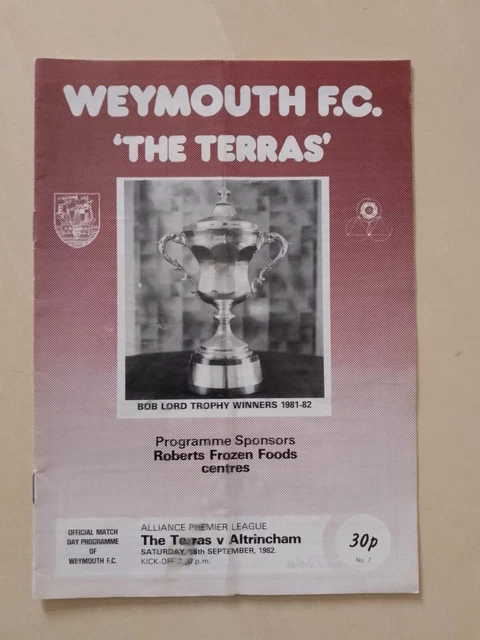 WEYMOUTH F.C.
'THE TERRAS'
BOB LORD TROPHY WINNERS 1981-82
Programme Sponsors
Roberts Frozen Foods
centres
OFFICIAL MATCH
DAY PROGRAMME
OF
WEYMOUTH F.C.
ALLIANCE PREMIER LEAGUE
The Terras v Altrincham
SATURDAY, SEPTEMBER, 1982.
KICK-OFF p.m.
30p
No. 7